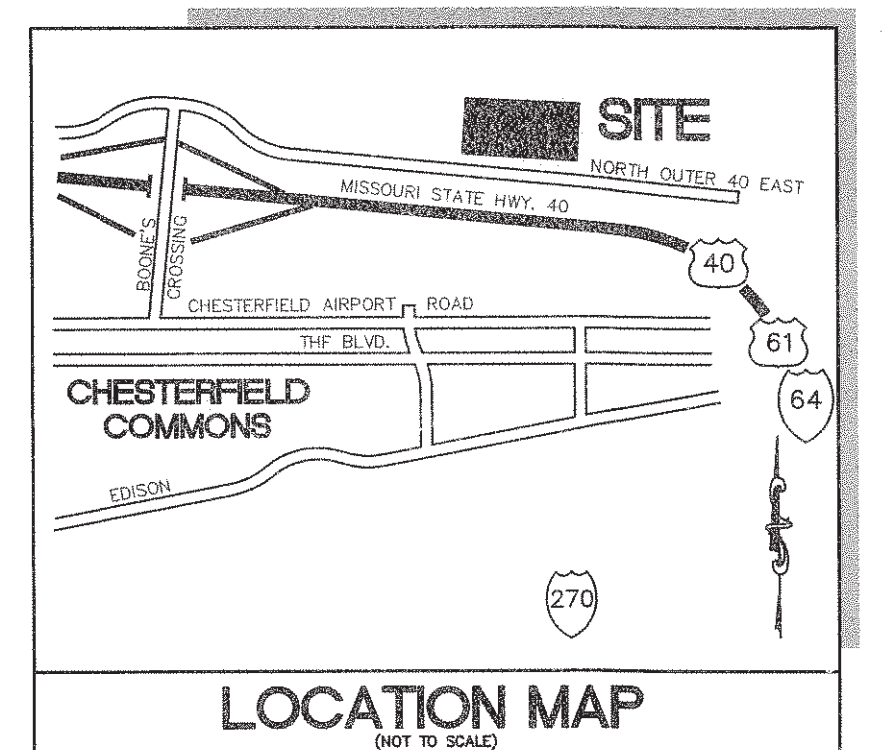 SITE
NORTH OUTER 40 EAST
MISSOURI STATE HWY. 40
BOONE'S
CROSSING
40
CHESTERFIELD AIRPORT ROAD
THF BLVD.
61
CHESTERFIELD
COMMONS
64
EDISON
270
LOCATION MAP
(NOT TO SCALE)